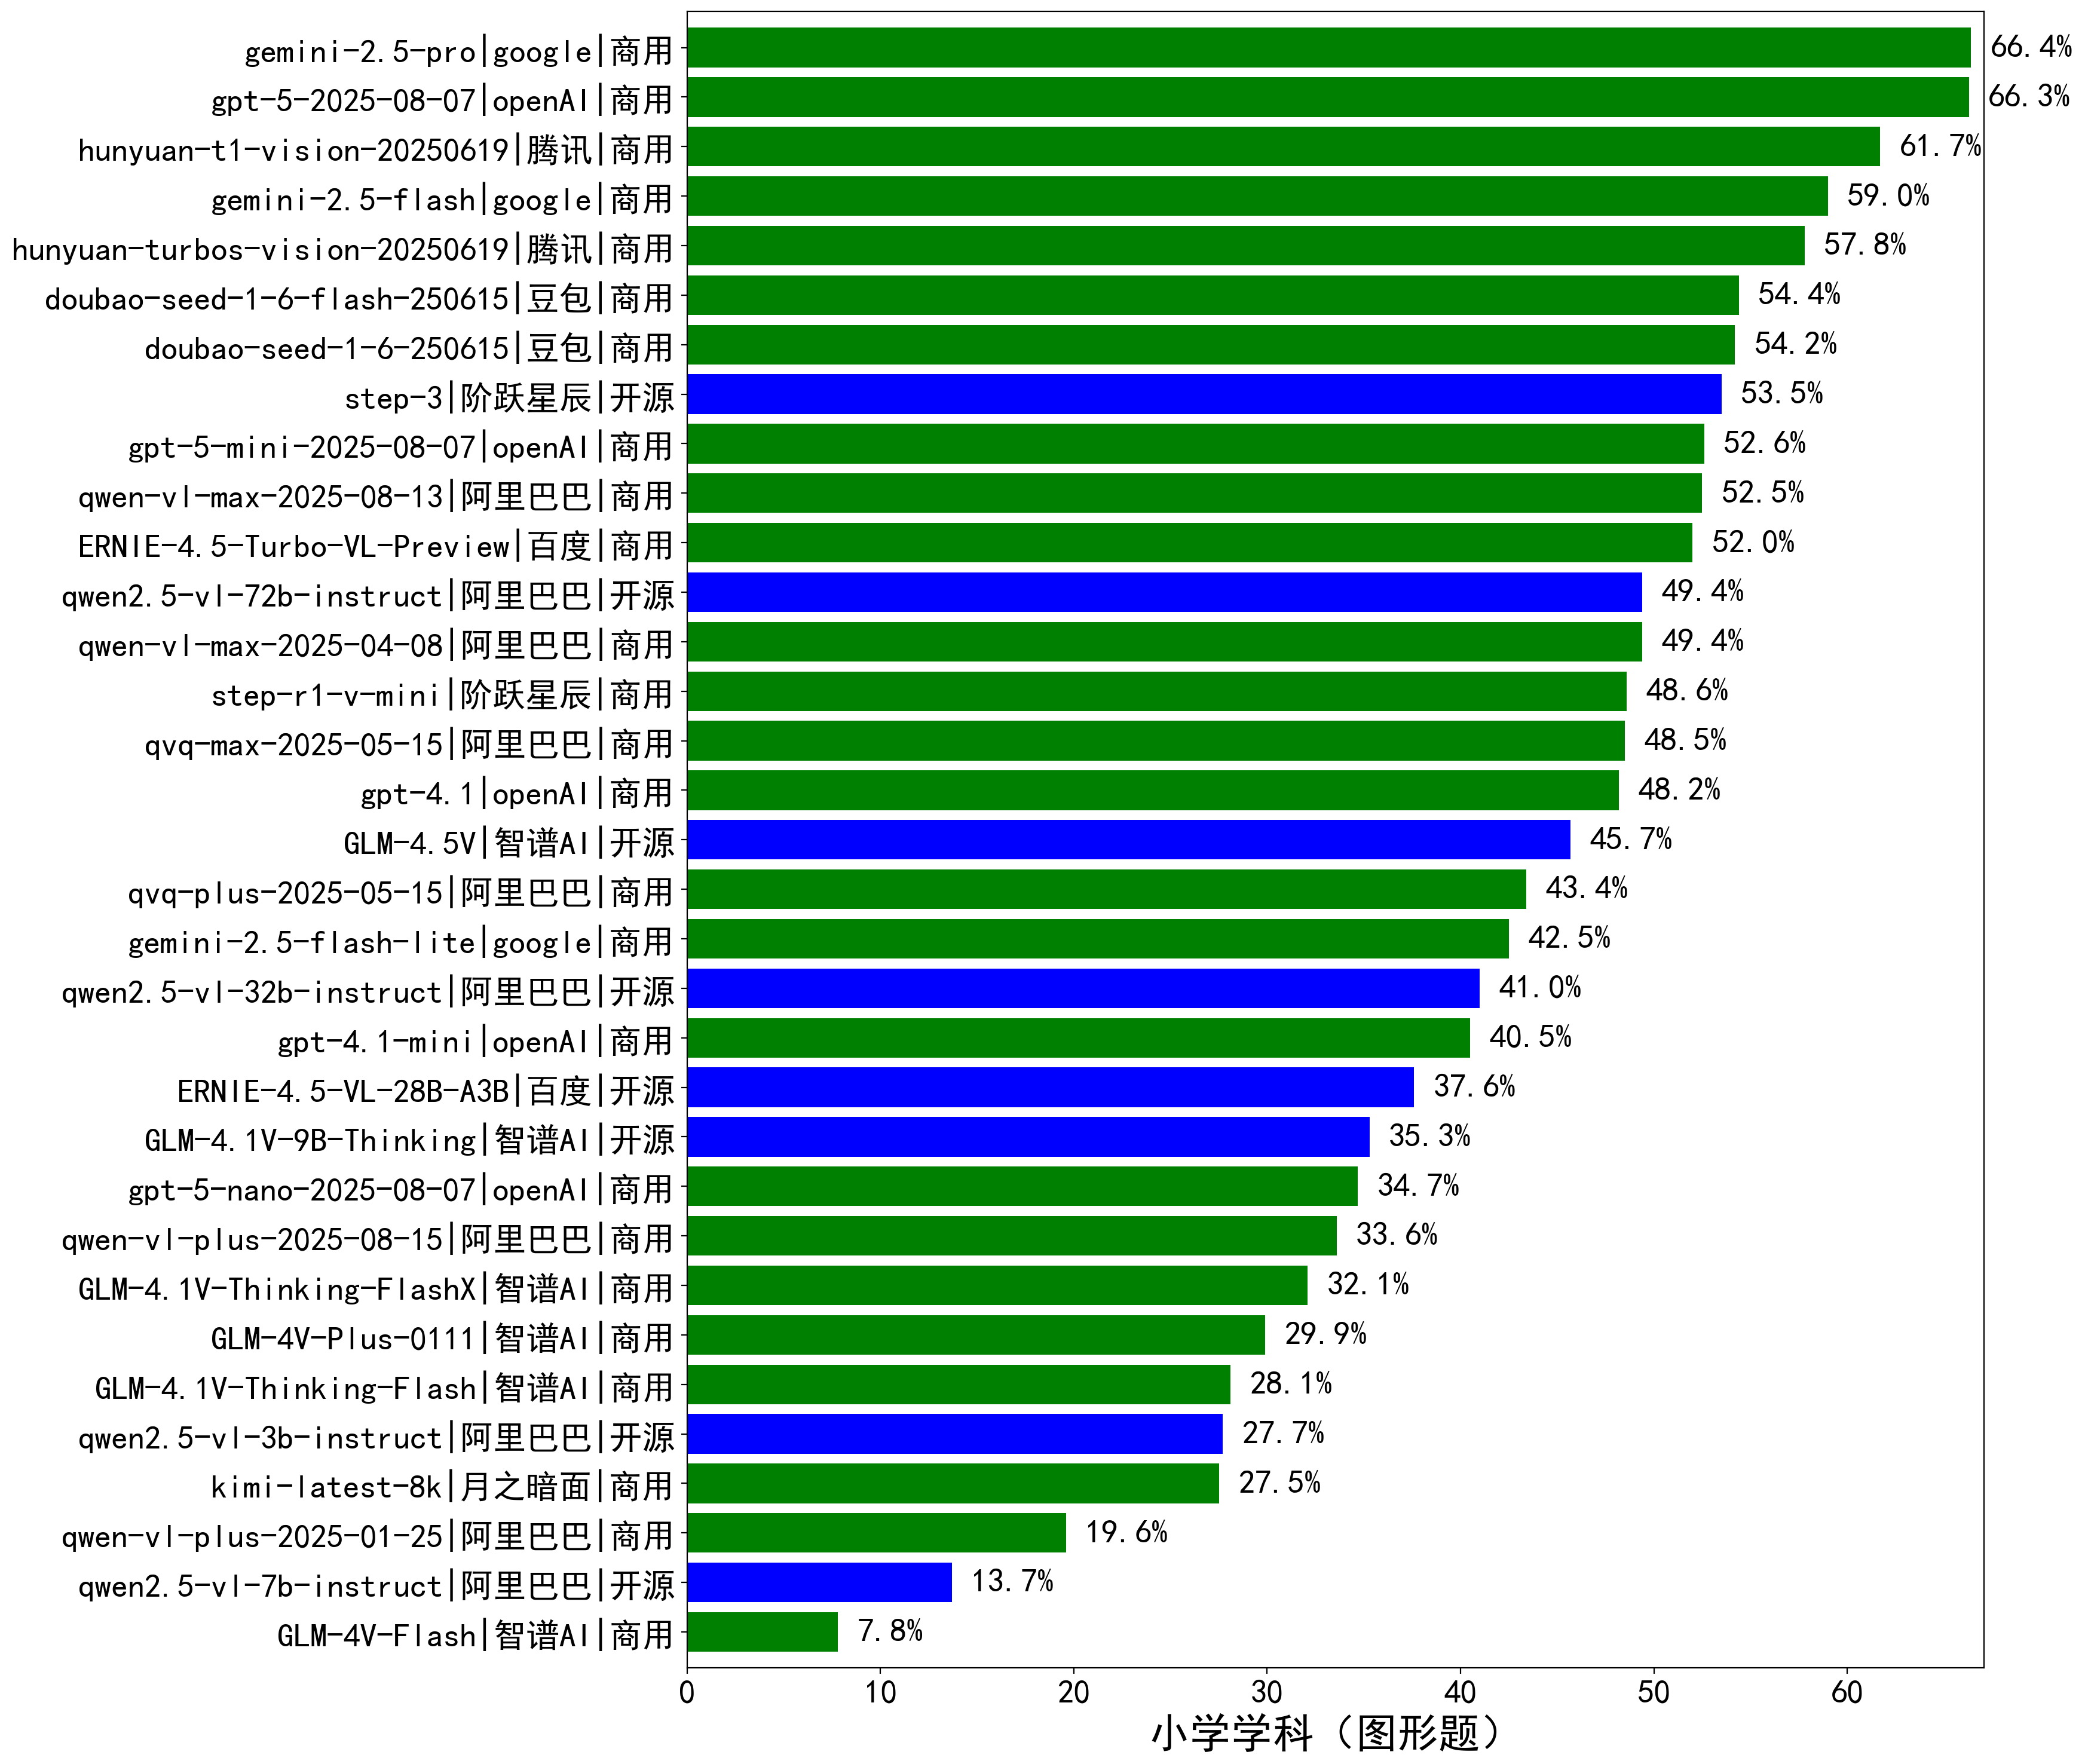 gemini-2.5-pro|google|商用 66.4%
gpt-5-2025-08-07|openAI|商用 66.3%
hunyuan-t1-vision-20250619|腾讯|商用 61.7%
gemini-2.5-flash|google|商用 59.0%
hunyuan-turbos-vision-20250619|腾讯|商用 57.8%
doubao-seed-1-6-flash-250615|豆包|商用 54.4%
doubao-seed-1-6-250615|豆包|商用 54.2%
step-3|阶跃星辰|开源 53.5%
gpt-5-mini-2025-08-07|openAI|商用 52.6%
qwen-vl-max-2025-08-13|阿里巴巴|商用 52.5%
ERNIE-4.5-Turbo-VL-Preview|百度|商用 52.0%
qwen2.5-vl-72b-instruct|阿里巴巴|开源 49.4%
qwen-vl-max-2025-04-08|阿里巴巴|商用 49.4%
step-r1-v-mini|阶跃星辰|商用 48.6%
qvq-max-2025-05-15|阿里巴巴|商用 48.5%
gpt-4.1|openAI|商用 48.2%
GLM-4.5V|智谱AI|开源 45.7%
qvq-plus-2025-05-15|阿里巴巴|商用 43.4%
gemini-2.5-flash-lite|google|商用 42.5%
qwen2.5-vl-32b-instruct|阿里巴巴|开源 41.0%
gpt-4.1-mini|openAI|商用 40.5%
ERNIE-4.5-VL-28B-A3B|百度|开源 37.6%
GLM-4.1V-9B-Thinking|智谱AI|开源 35.3%
gpt-5-nano-2025-08-07|openAI|商用 34.7%
qwen-vl-plus-2025-08-15|阿里巴巴|商用 33.6%
GLM-4.1V-Thinking-FlashX|智谱AI|商用 32.1%
GLM-4V-Plus-0111|智谱AI|商用 29.9%
GLM-4.1V-Thinking-Flash|智谱AI|商用 28.1%
qwen2.5-vl-3b-instruct|阿里巴巴|开源 27.7%
kimi-latest-8k|月之暗面|商用 27.5%
qwen-vl-plus-2025-01-25|阿里巴巴|商用 19.6%
qwen2.5-vl-7b-instruct|阿里巴巴|开源 13.7%
GLM-4V-Flash|智谱AI|商用 7.8%
0 10 20 30 40 50 60
小学学科（图形题）